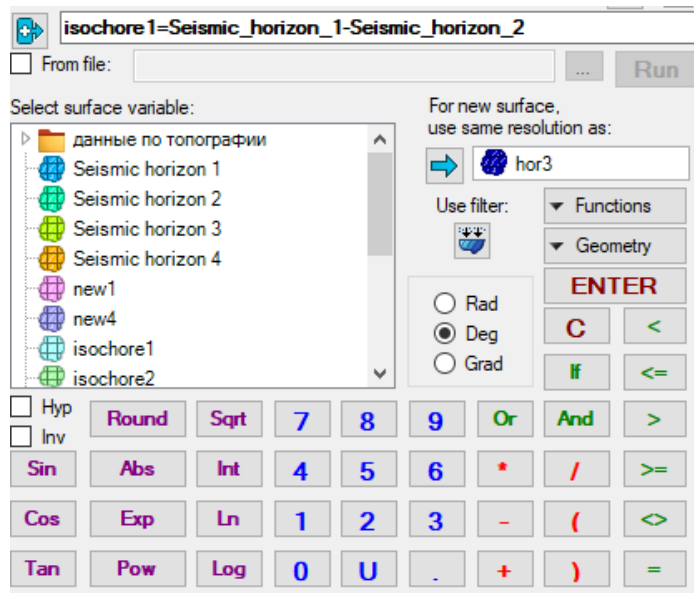 isochore1=Seismic_horizon_1-Seismic_horizon_2
From file:
...
Run
Select surface variable:
For new surface,
use same resolution as:
данные по топографии
Seismic horizon 1
Seismic horizon 2
Seismic horizon 3
Seismic horizon 4
new1
new4
isochore1
isochore2
hor3
Use filter:
Functions
Geometry
Rad
Deg
Grad
ENTER
C <
If <=
Hyp
Inv
Round Sqrt 7 8 9 Or And >
Sin Abs Int 4 5 6 * / >=
Cos Exp Ln 1 2 3 - ( <>
Tan Pow Log 0 U . + ) =